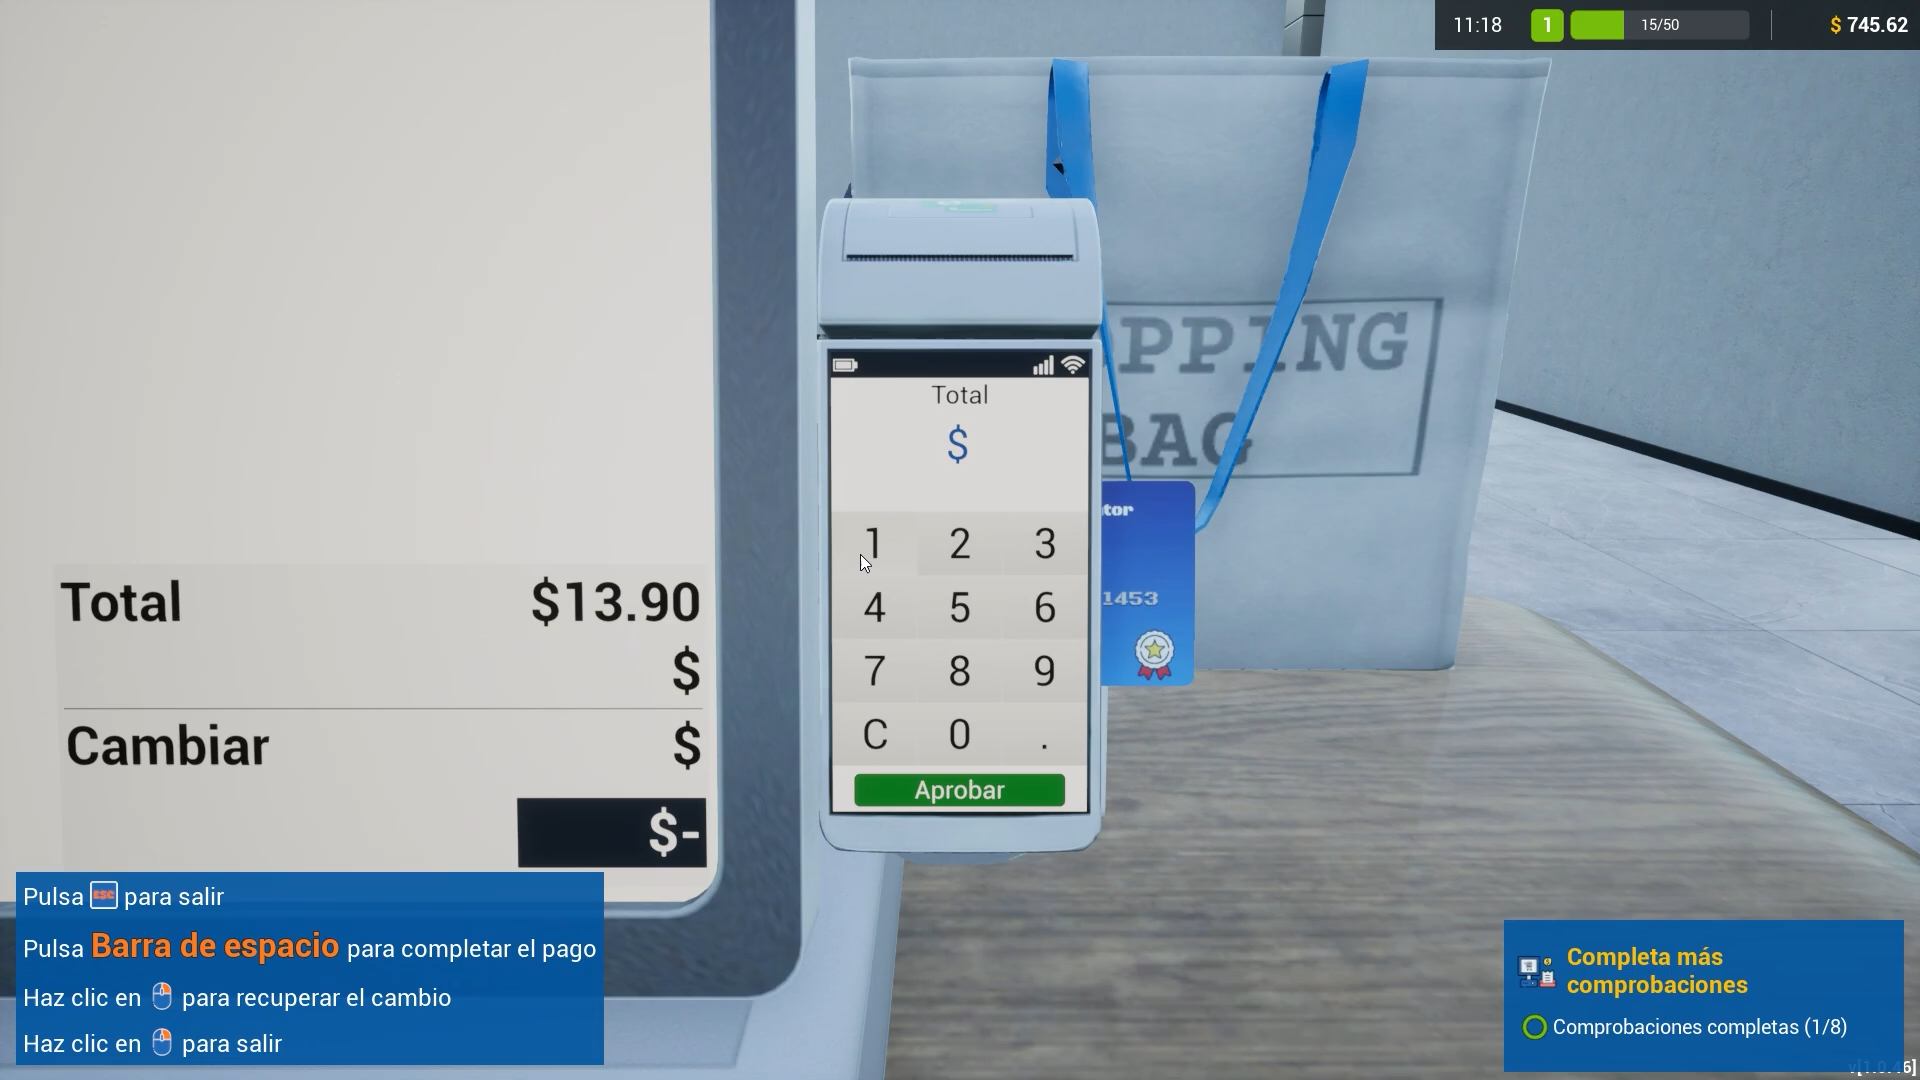 11:18 1 15/50 $ 745.62
PPING
BAG
Total
$
1 2 3
4 5 6
7 8 9
C 0 .
Aprobar
tor
1453
Total $13.90
$
Cambiar $
$-
Pulsa ESC para salir
Pulsa Barra de espacio para completar el pago
Haz clic en para recuperar el cambio
Haz clic en para salir
Completa más
comprobaciones
Comprobaciones completas (1/8)